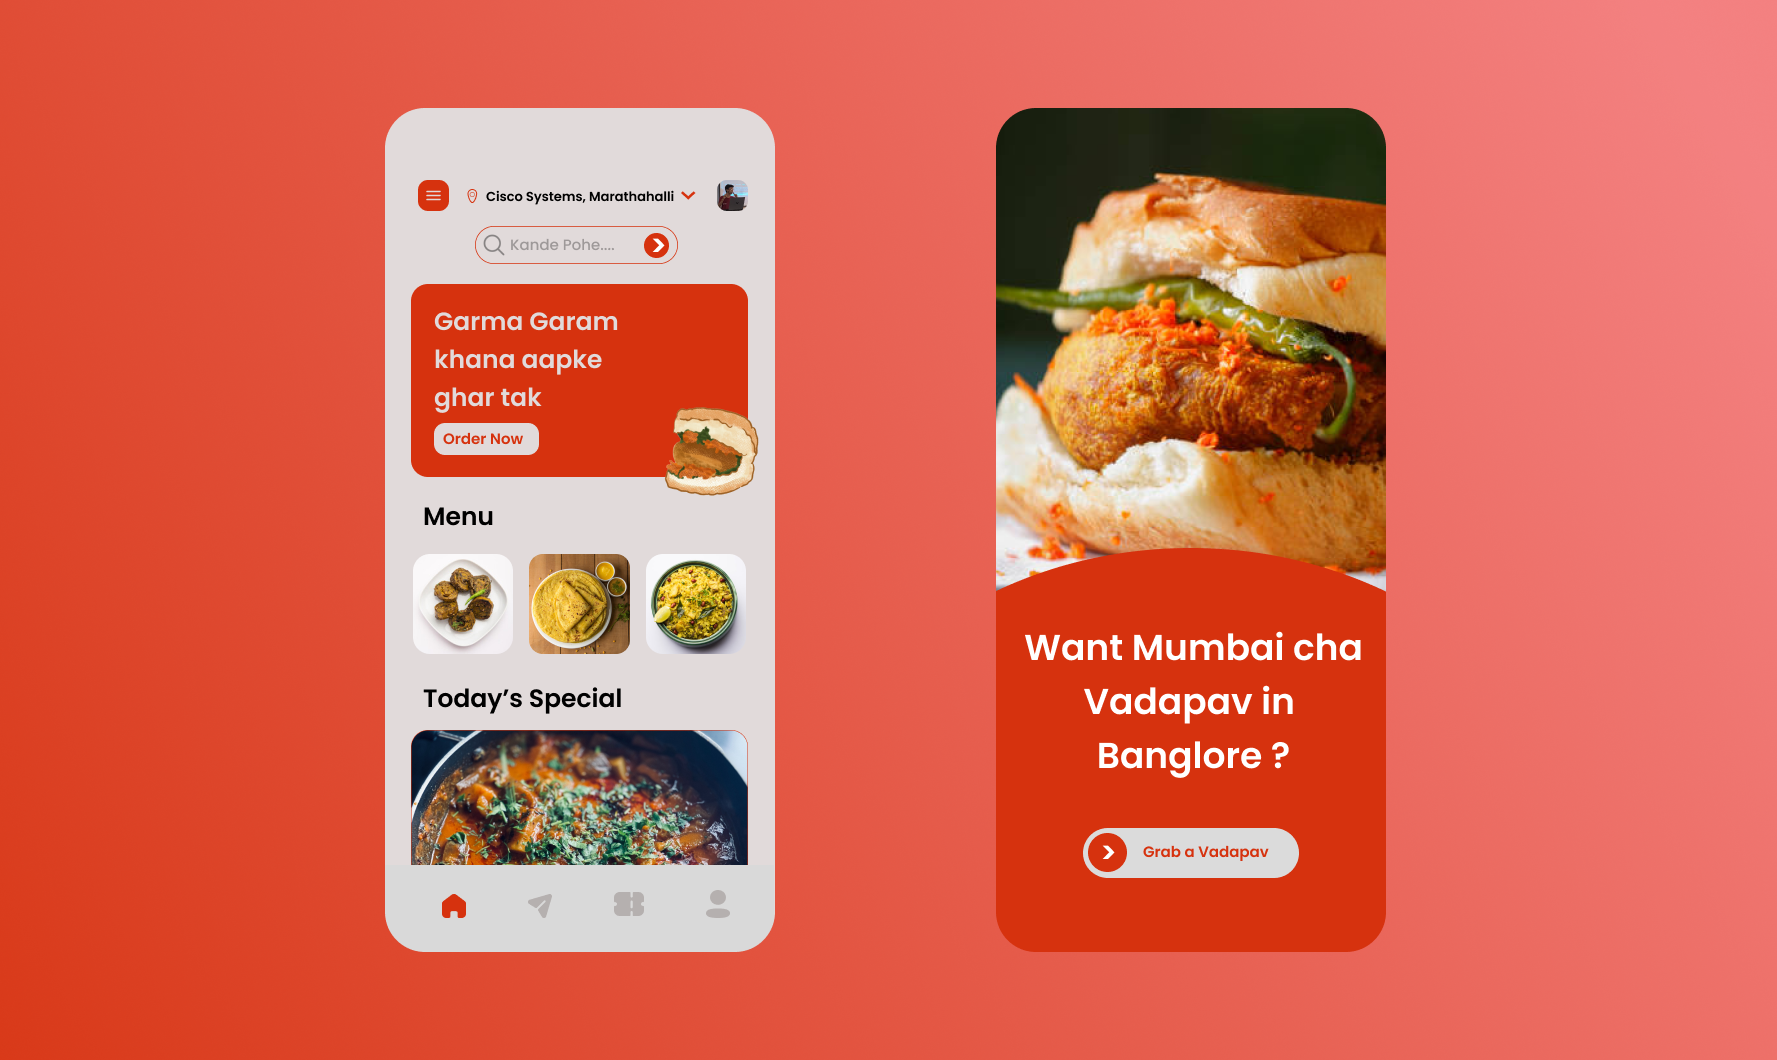 Cisco Systems, Marathahalli
Kande Pohe....
Garma Garam
khana aapke
ghar tak
Order Now
Menu
Today's Special
Want Mumbai cha
Vadapav in
Banglore ?
Grab a Vadapav